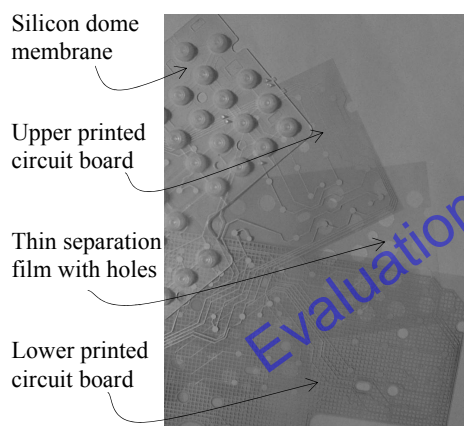 Silicon dome
membrane
Upper printed
circuit board
Thin separation
film with holes
Lower printed
circuit board
Evaluation